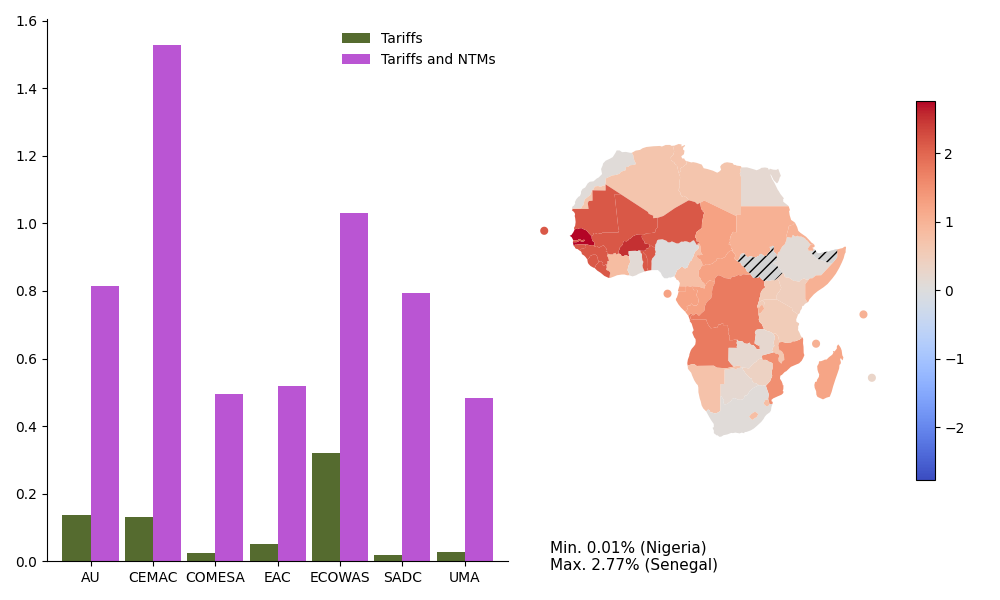 1.6
1.4
1.2
1.0
0.8
0.6
0.4
0.2
0.0
AU CEMAC COMESA EAC ECOWAS SADC UMA
Tariffs
Tariffs and NTMs
2
1
0
−1
−2
Min. 0.01% (Nigeria)
Max. 2.77% (Senegal)